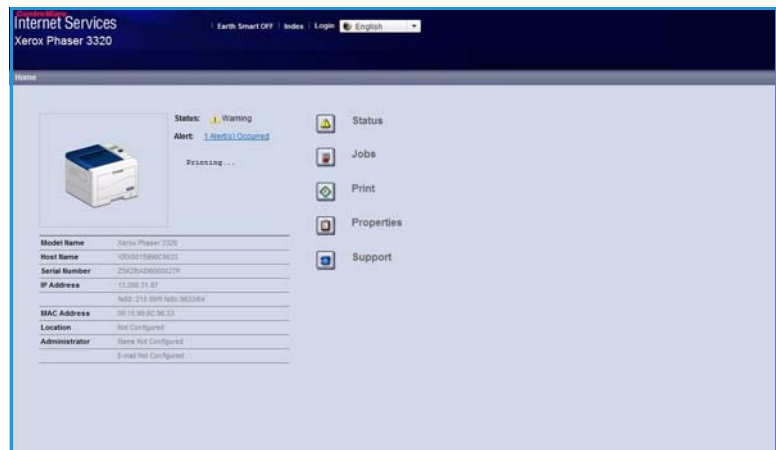 CentreWare
Internet Services
Xerox Phaser 3320
Earth Smart OFF | Index | Login English
Home
Status: Warning
Alert: 1 Alert(s) Occurred
Printing...
Status
Jobs
Print
Properties
Support
Model Name Xerox Phaser 3320
Host Name
Serial Number
IP Address
MAC Address
Location Not Configured
Administrator Name Not Configured
E-mail Not Configured